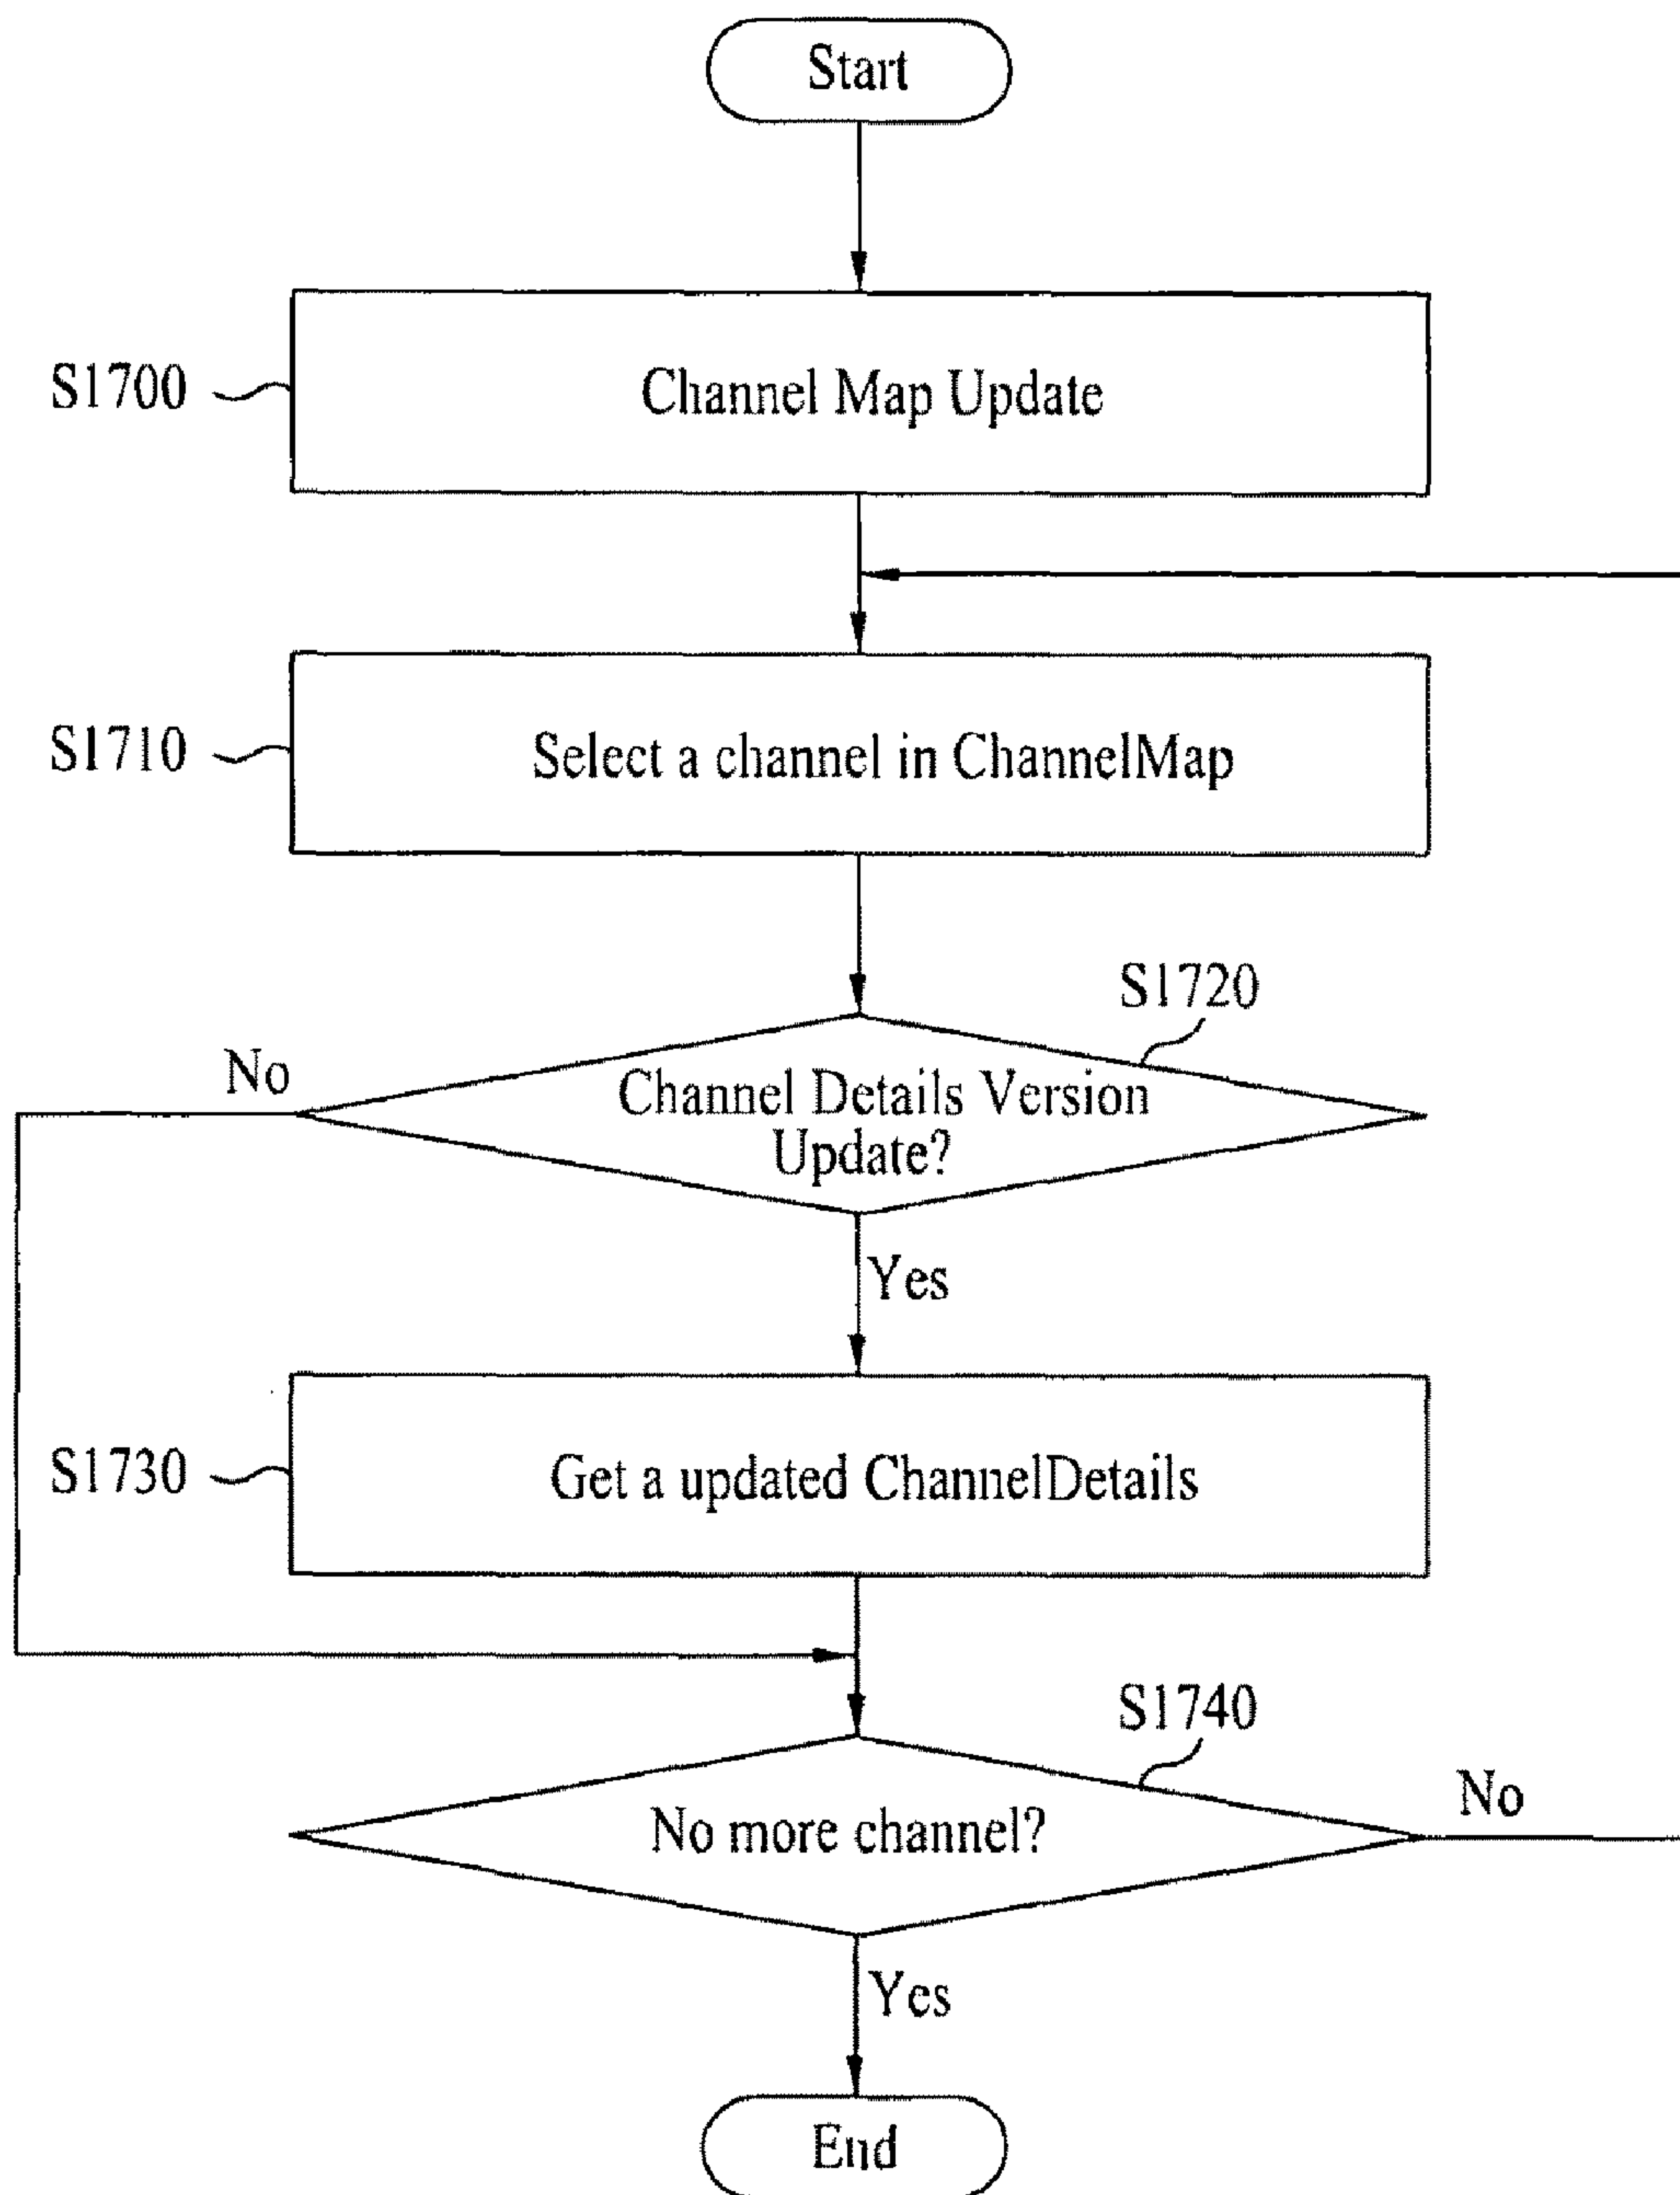 Start
S1700
Channel Map Update
S1710
Select a channel in ChannelMap
S1720
No
Channel Details Version
Update?
Yes
S1730
Get a updated ChannelDetails
S1740
No
No more channel?
Yes
End